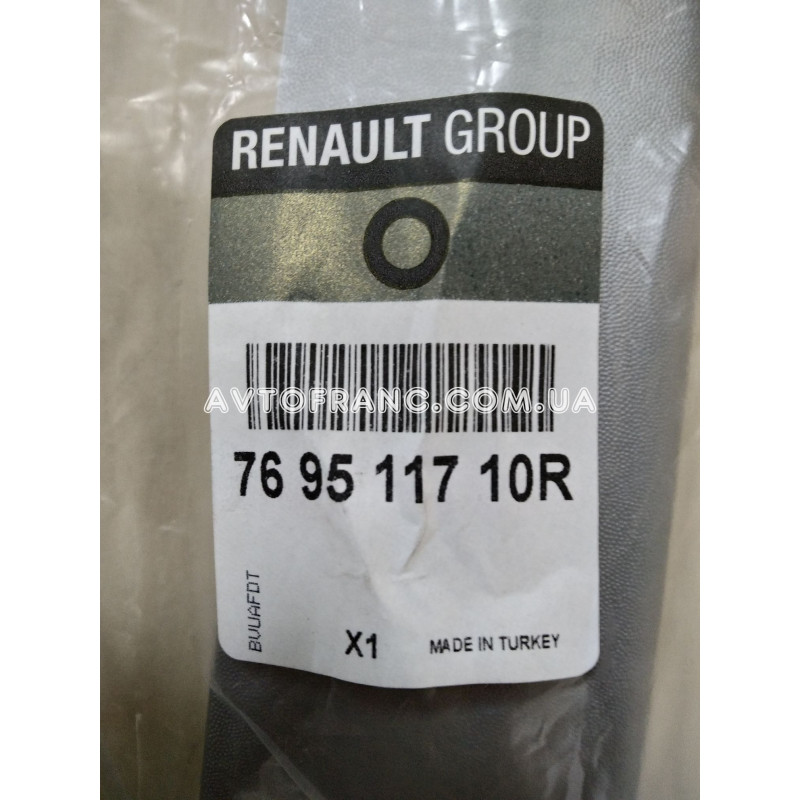 RENAULT GROUP
AVTOFRANC.COM.UA
76 95 117 10R
BVUAFDT
X1 MADE IN TURKEY